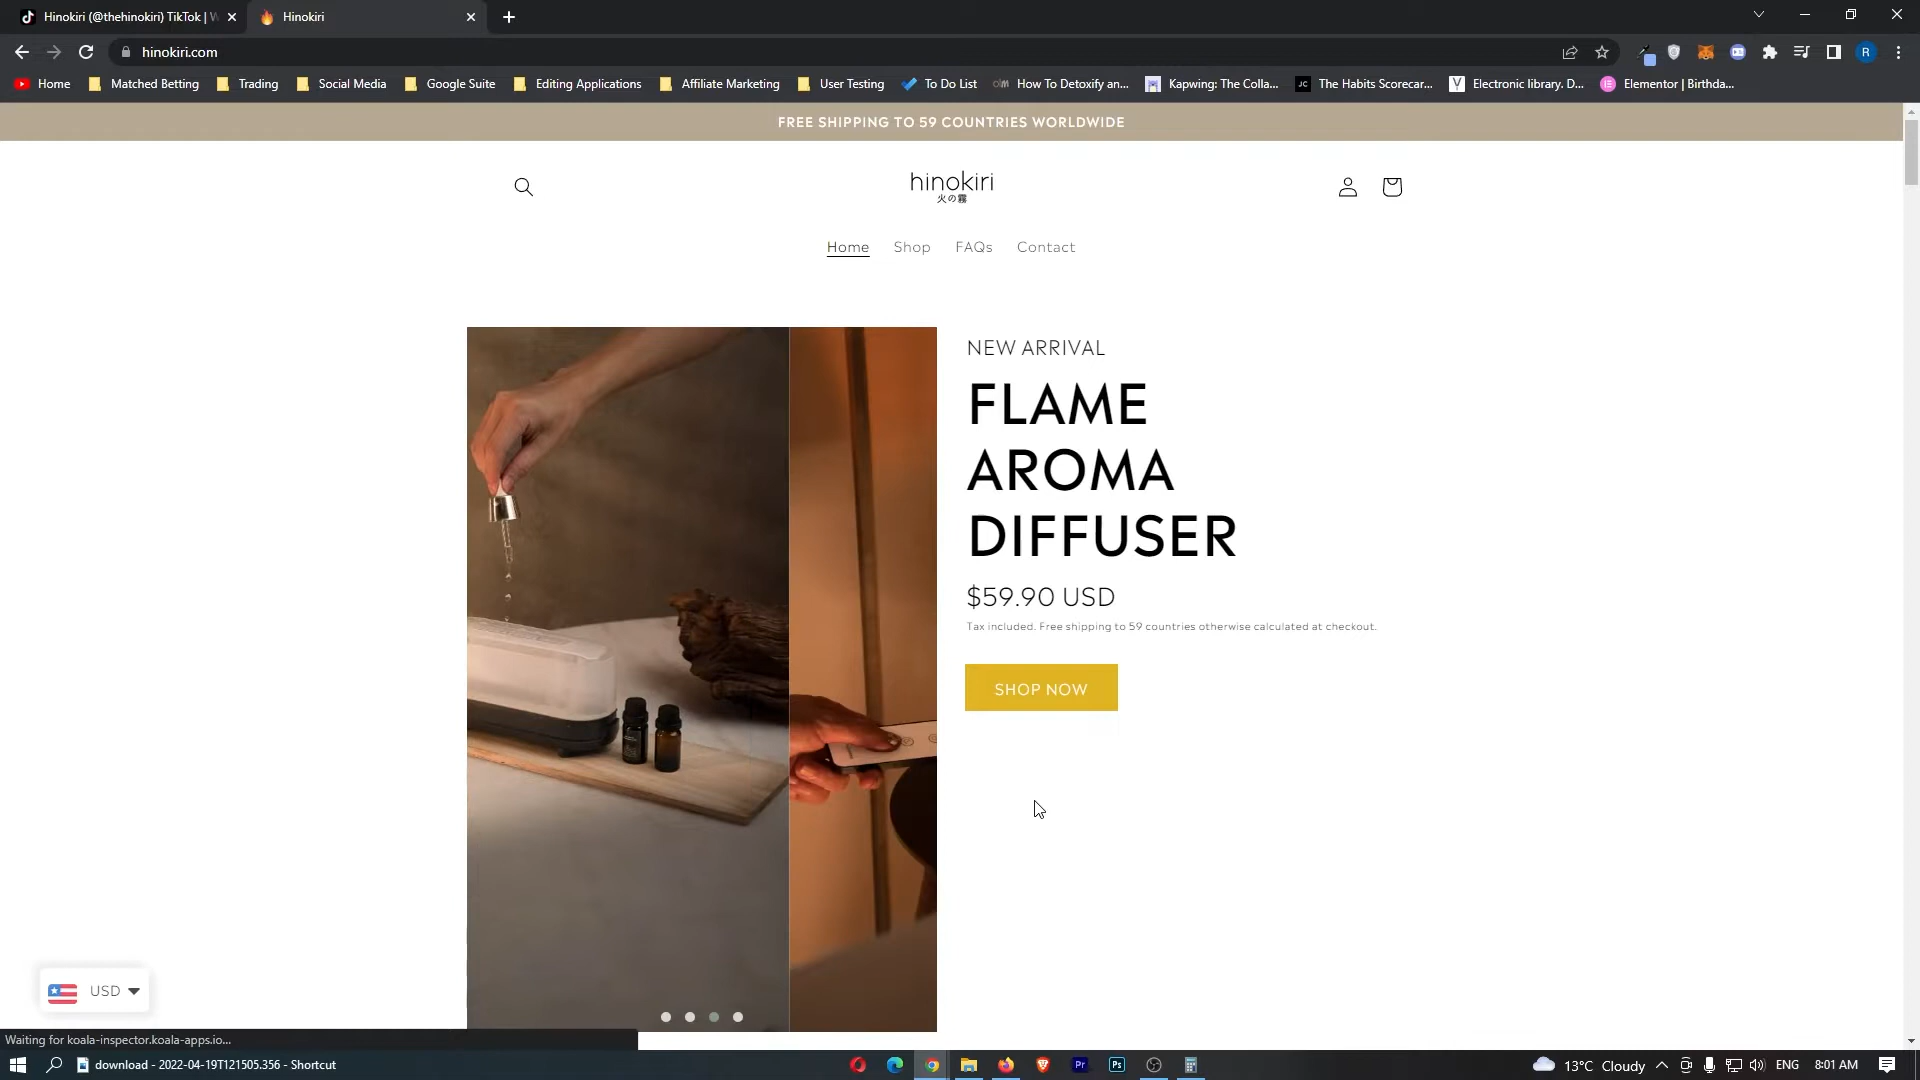 Hinokiri (@thehinokiri) TikTok | W
Hinokiri
hinokiri.com
R
Home
Matched Betting
Trading
Social Media
Google Suite
Editing Applications
Affiliate Marketing
User Testing
To Do List
How To Detoxify an...
Kapwing: The Colla...
JC
The Habits Scorecar...
Electronic library. D...
Elementor | Birthda...
FREE SHIPPING TO 59 COUNTRIES WORLDWIDE
hinokiri
火の霧
Home
Shop
FAQs
Contact
NEW ARRIVAL
FLAME
AROMA
DIFFUSER
$59.90 USD
Tax included. Free shipping to 59 countries otherwise calculated at checkout.
SHOP NOW
USD
Waiting for koala-inspector.koala-apps.io...
download - 2022-04-19T121505.356 - Shortcut
Pr
Ps
13°C Cloudy
ENG
8:01 AM